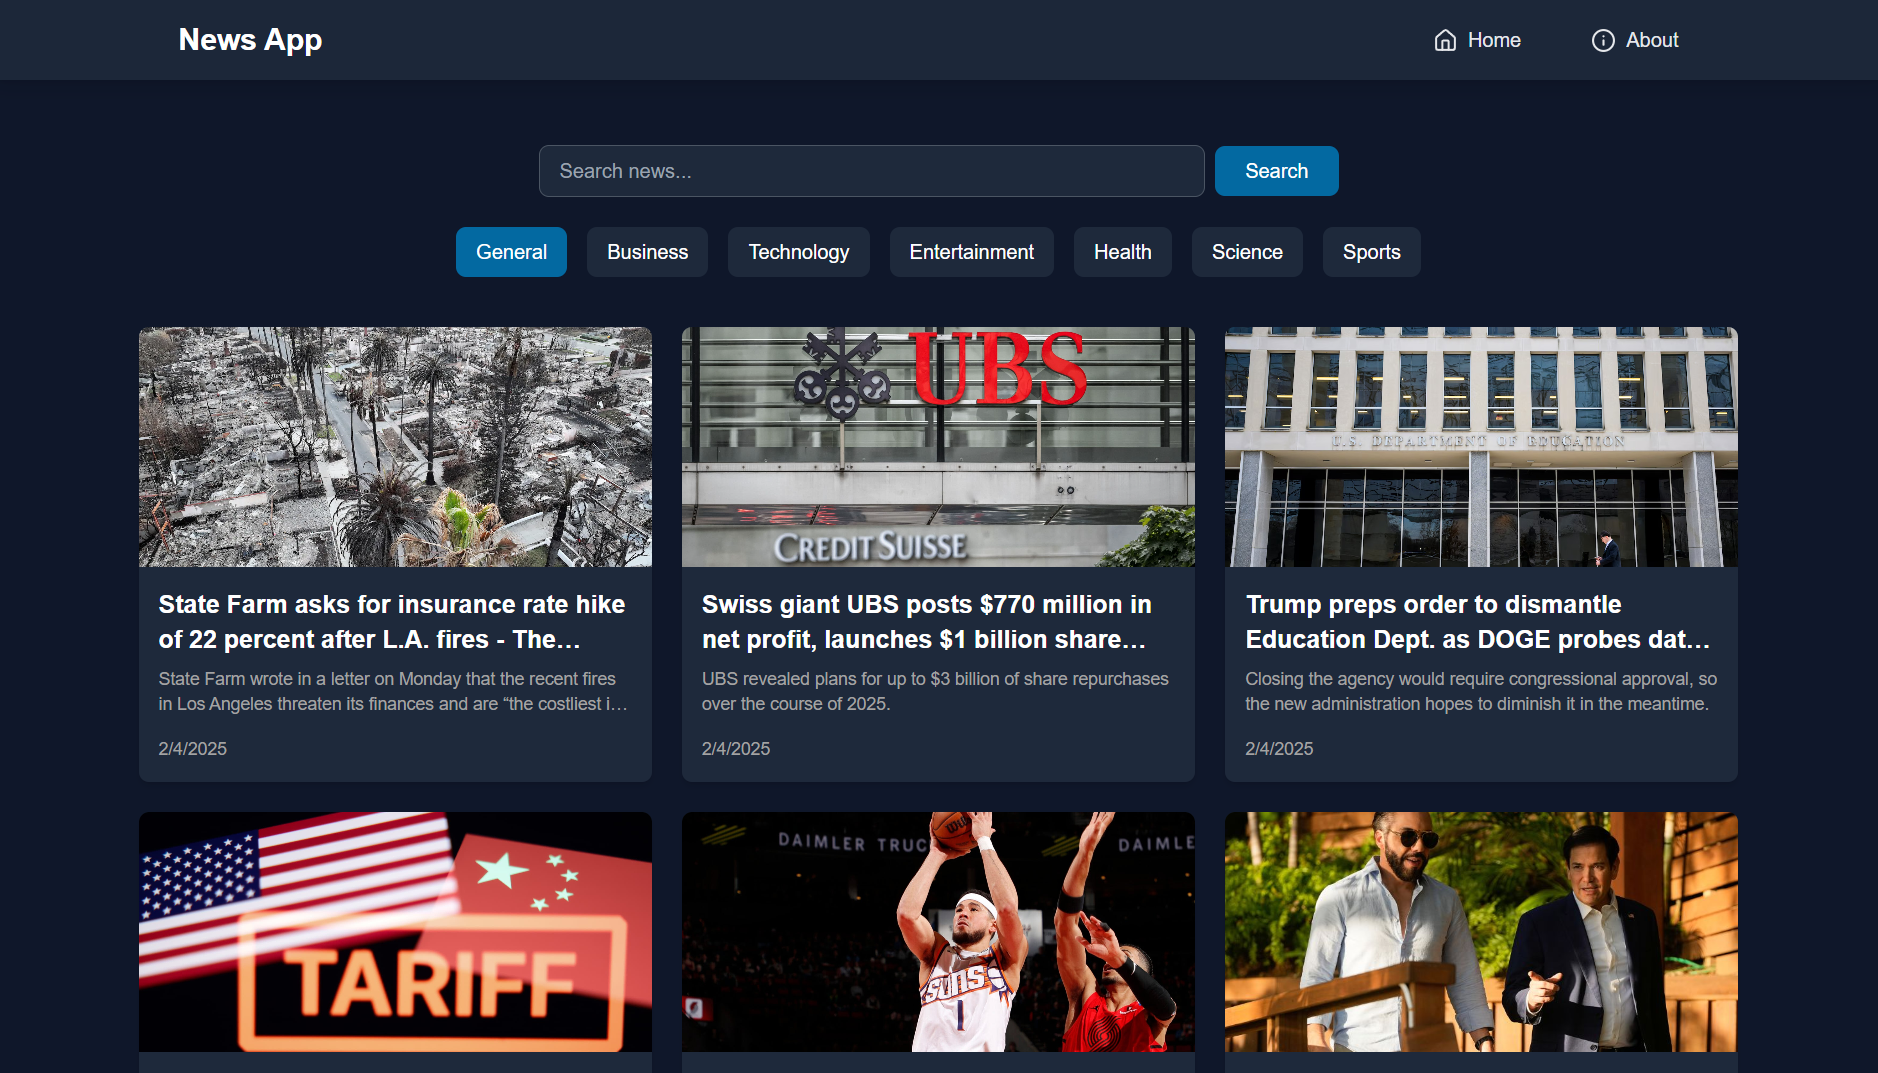 News App
Home
About
Search news...
Search
General
Business
Technology
Entertainment
Health
Science
Sports
UBS
CREDIT SUISSE
U.S. DEPARTMENT OF EDUCATION
State Farm asks for insurance rate hike
of 22 percent after L.A. fires - The…
State Farm wrote in a letter on Monday that the recent fires
in Los Angeles threaten its finances and are “the costliest i…
2/4/2025
Swiss giant UBS posts $770 million in
net profit, launches $1 billion share…
UBS revealed plans for up to $3 billion of share repurchases
over the course of 2025.
2/4/2025
Trump preps order to dismantle
Education Dept. as DOGE probes dat…
Closing the agency would require congressional approval, so
the new administration hopes to diminish it in the meantime.
2/4/2025
TARIFF
DAIMLER TRUC
DAIMLE
SUNS
1